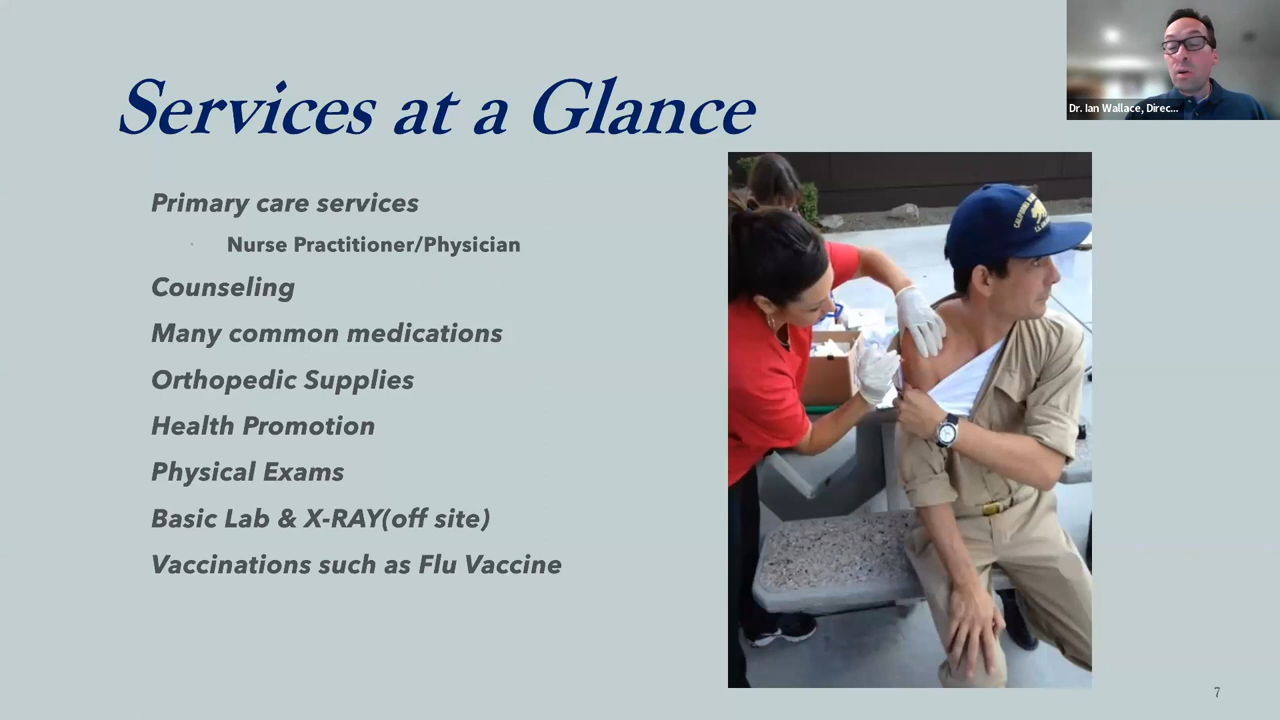 Services at a Glance
Primary care services
Nurse Practitioner/Physician
Counseling
Many common medications
Orthopedic Supplies
Health Promotion
Physical Exams
Basic Lab & X-RAY(off site)
Vaccinations such as Flu Vaccine
Dr. Ian Wallace, Direc...
CALIFORNIA
7